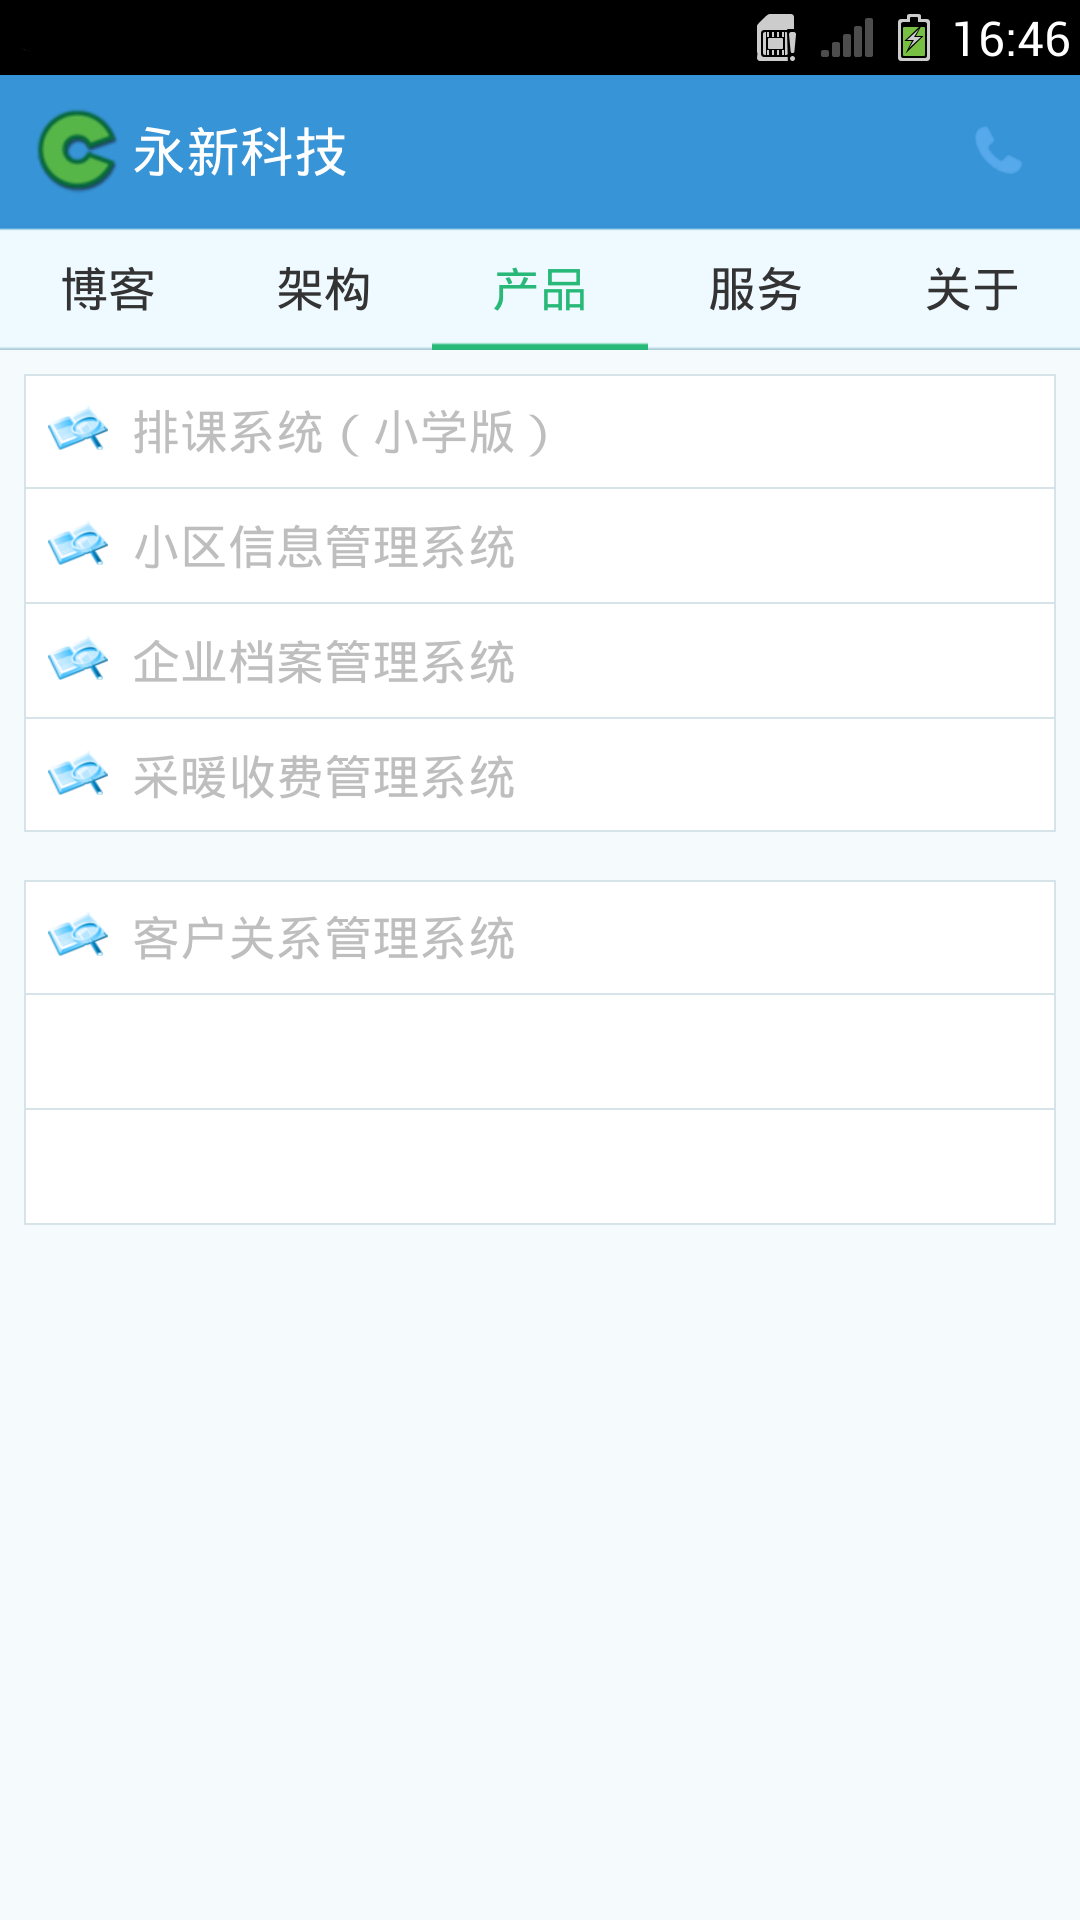 16:46
永新科技
博客 架构 产品 服务 关于
排课系统（小学版）
小区信息管理系统
企业档案管理系统
采暖收费管理系统
客户关系管理系统